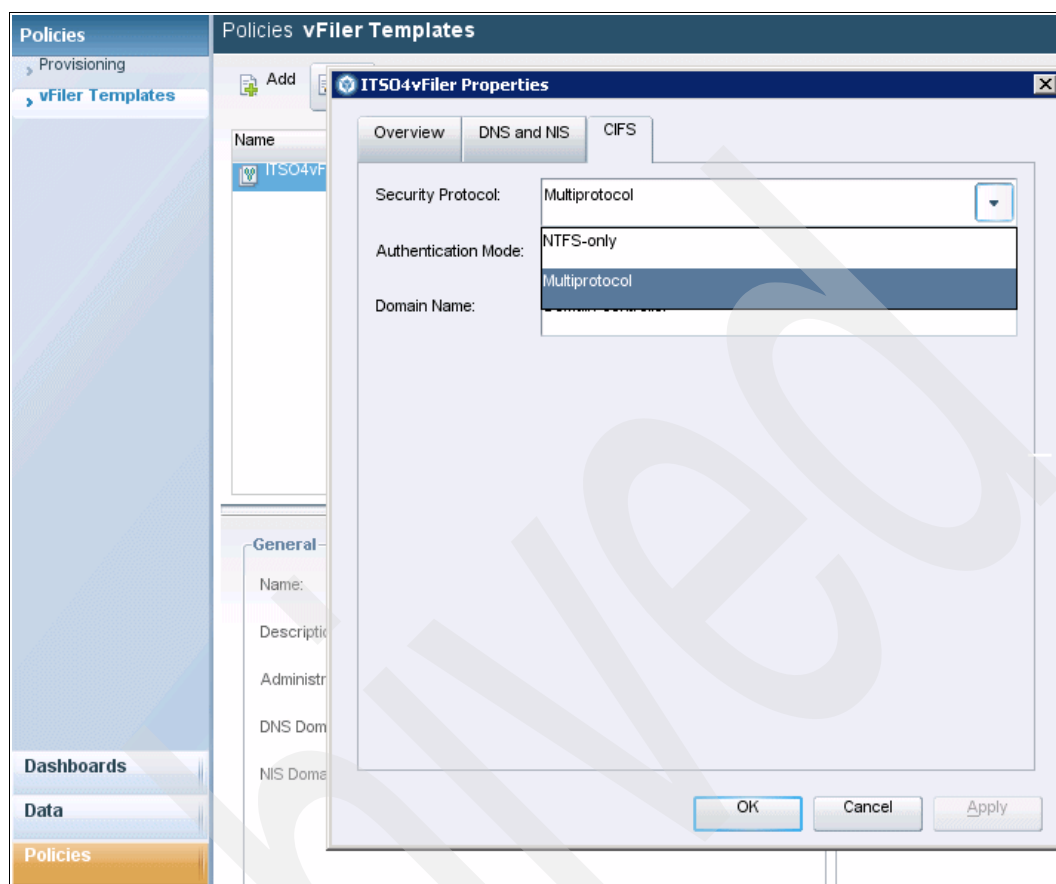 Policies
Provisioning
vFiler Templates
Dashboards
Data
Policies
Policies vFiler Templates
Add
Name
ITSO4vF
General
Name:
Descriptio
Administr
DNS Dom
NIS Doma
ITSO4vFiler Properties
Overview DNS and NIS CIFS
Security Protocol: Multiprotocol
NTFS-only
Authentication Mode:
Multiprotocol
Domain Name:
OK Cancel Apply